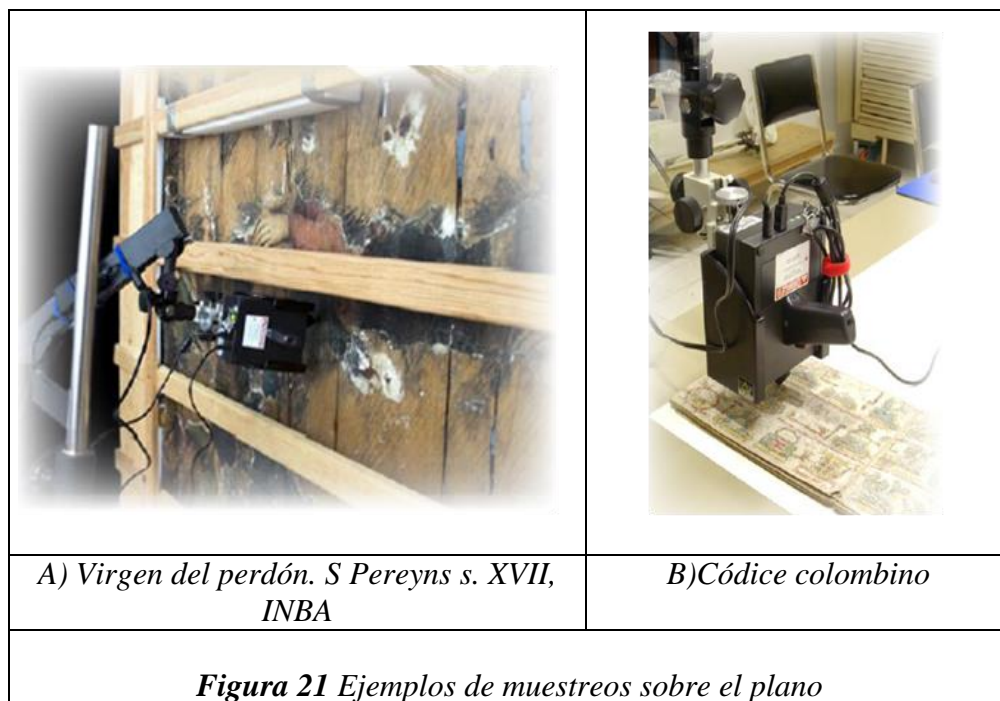 A) Virgen del perdón. S Pereyns s. XVII,
INBA
B)Códice colombino
Figura 21 Ejemplos de muestreos sobre el plano